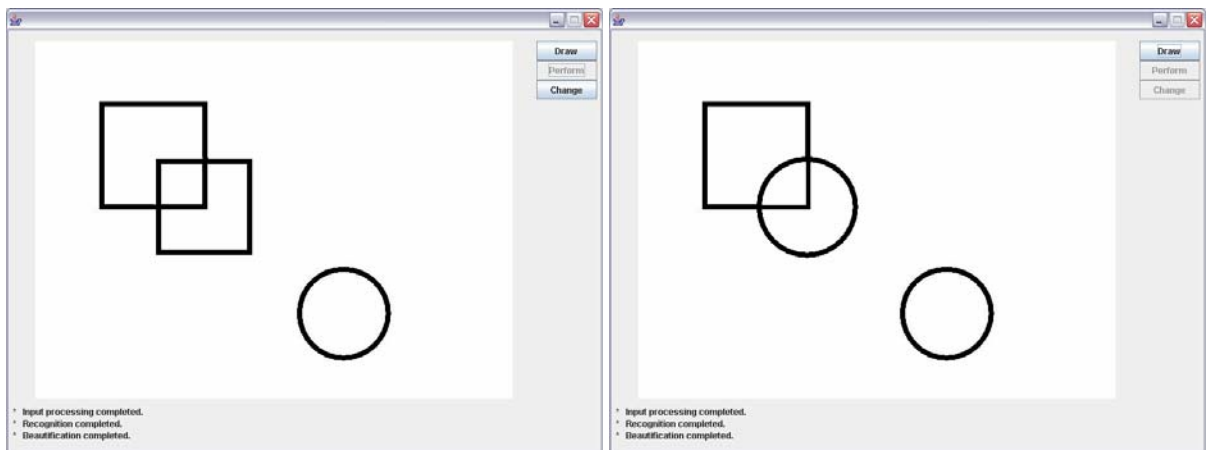 Draw
Perform
Change
* Input processing completed.
* Recognition completed.
* Beautification completed.
Draw
Perform
Change
* Input processing completed.
* Recognition completed.
* Beautification completed.